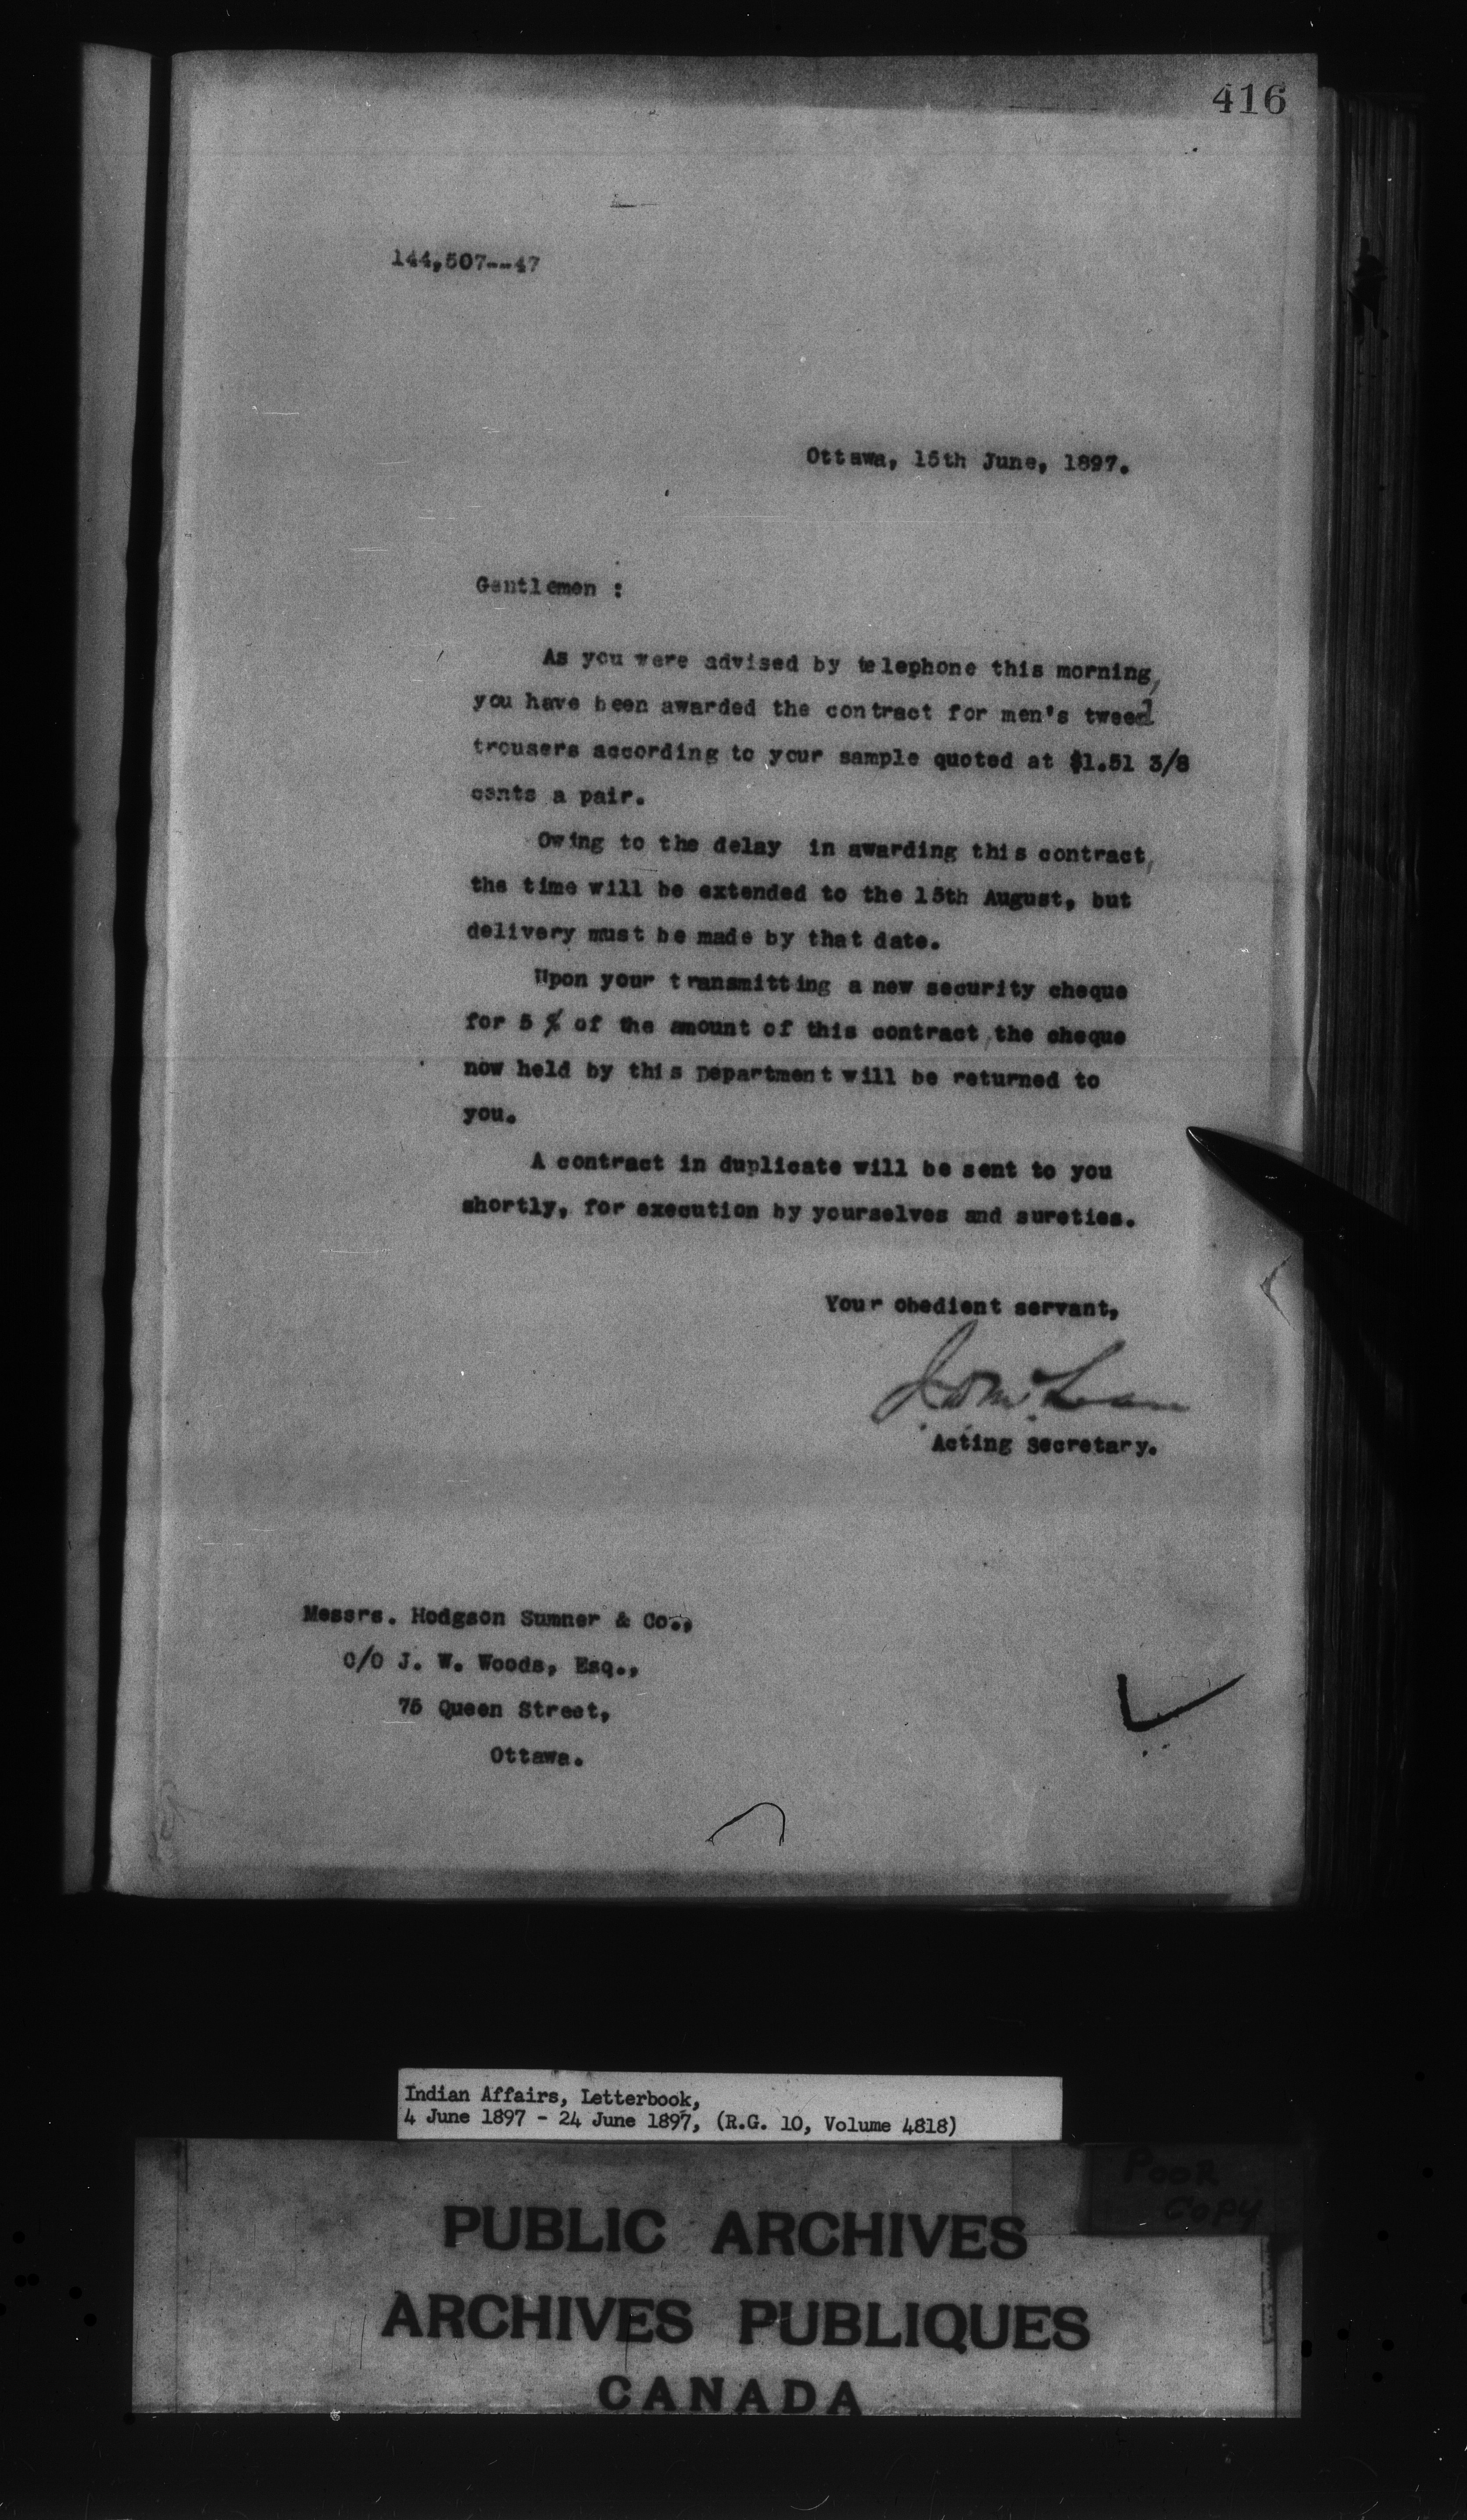 416
144,507--47
Ottawa, 15th June, 1897.
Gentlemen :
As you were advised by telephone this morning,
you have been awarded the contract for men's tweed
trousers according to your sample quoted at $1.51 3/8
cents a pair.
Owing to the delay in awarding this contract,
the time will be extended to the 15th August, but
delivery must be made by that date.
Upon your transmitting a new security cheque
for 5 % of the amount of this contract, the cheque
now held by this Department will be returned to
you.
A contract in duplicate will be sent to you
shortly, for execution by yourselves and sureties.
Your obedient servant,
J D McLean
Acting Secretary.
Messrs. Hodgson Sumner & Co.,
C/O J. W. Woods, Esq.,
75 Queen Street,
Ottawa.
Indian Affairs, Letterbook,
4 June 1897 - 24 June 1897, (R.G. 10, Volume 4818)
POOR
COPY
PUBLIC ARCHIVES
ARCHIVES PUBLIQUES
CANADA